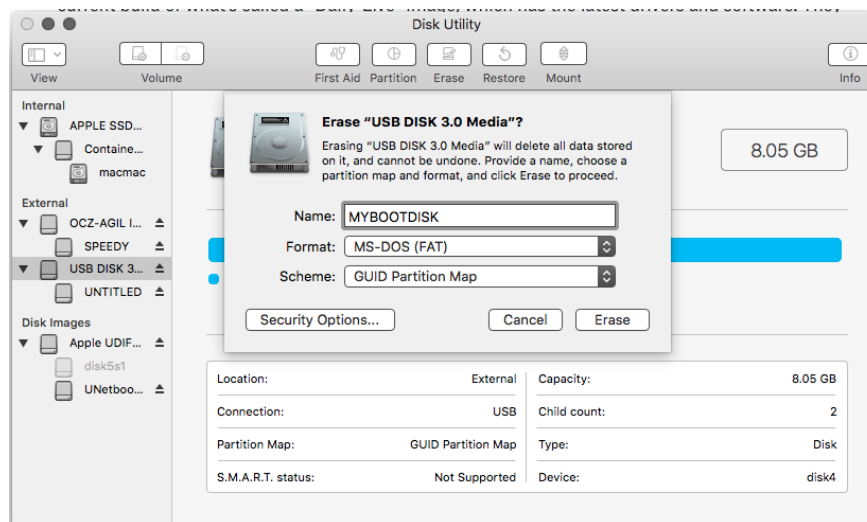 Disk Utility
View
Volume
First Aid
Partition
Erase
Restore
Mount
Info
Internal
APPLE SSD...
Containe...
macmac
External
OCZ-AGIL I...
SPEEDY
USB DISK 3...
UNTITLED
Disk Images
Apple UDIF...
disk5s1
UNetboo...
Erase “USB DISK 3.0 Media”?
Erasing “USB DISK 3.0 Media” will delete all data stored
on it, and cannot be undone. Provide a name, choose a
partition map and format, and click Erase to proceed.
Name: MYBOOTDISK
Format: MS-DOS (FAT)
Scheme: GUID Partition Map
Security Options...
Cancel
Erase
8.05 GB
Location: External
Capacity: 8.05 GB
Connection: USB
Child count: 2
Partition Map: GUID Partition Map
Type: Disk
S.M.A.R.T. status: Not Supported
Device: disk4